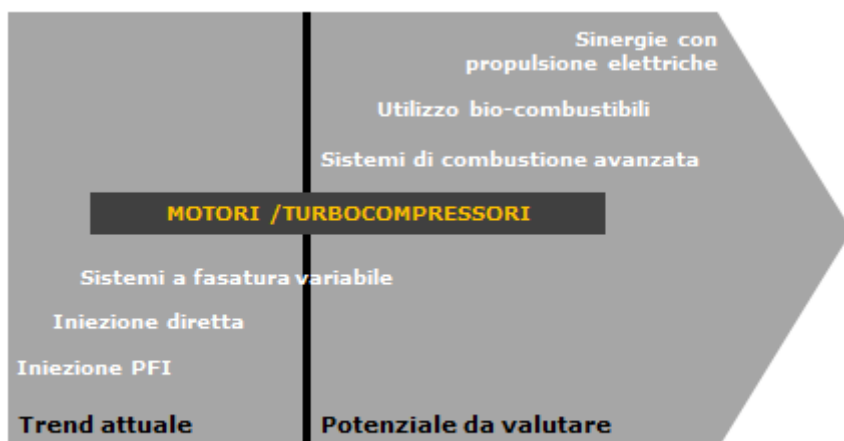 Sinergie con
propulsione elettriche
Utilizzo bio-combustibili
Sistemi di combustione avanzata
MOTORI /TURBOCOMPRESSORI
Sistemi a fasatura variabile
Iniezione diretta
Iniezione PFI
Trend attuale
Potenziale da valutare